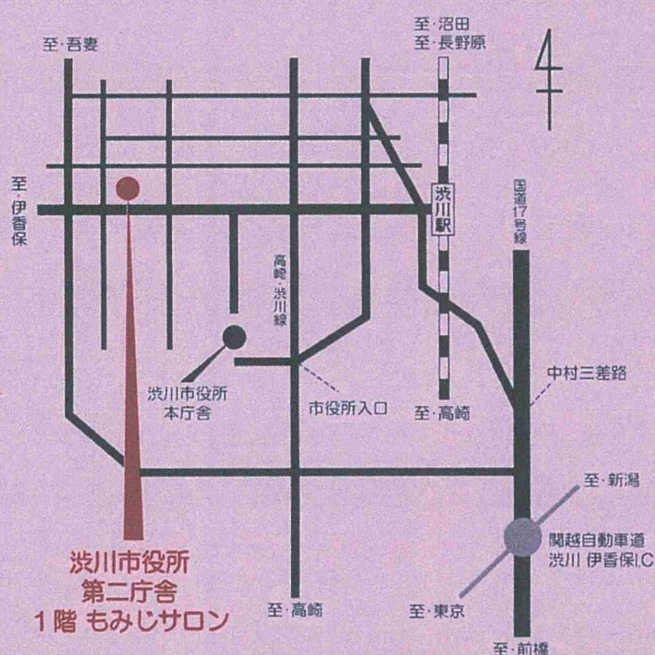 至・沼田
至・長野原
至・吾妻
至・伊香保
渋川駅
国道17号線
高崎・渋川線
中村三差路
渋川市役所
本庁舎
市役所入口
至・高崎
至・新潟
関越自動車道
渋川 伊香保I.C
渋川市役所
第二庁舎
1階 もみじサロン
至・高崎
至・東京
至・前橋